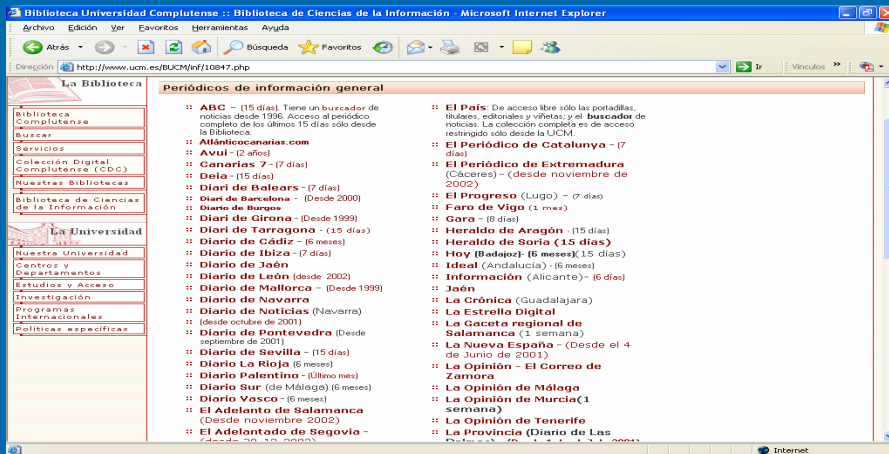 Biblioteca Universidad Complutense :: Biblioteca de Ciencias de la Información - Microsoft Internet Explorer
Archivo Edición Ver Favoritos Herramientas Ayuda
Atrás Búsqueda Favoritos
Dirección http://www.ucm.es/BUCM/inf/10847.php Ir Vínculos »
La Biblioteca
Biblioteca
Complutense
Buscar
Servicios
Colección Digital
Complutense (CDC)
Nuestras Bibliotecas
Biblioteca de Ciencias
de la Información
La Universidad
Nuestra Universidad
Centros y
Departamentos
Estudios y Acceso
Investigación
Programas
Internacionales
Políticas específicas
Periódicos de información general
:: ABC - (15 días). Tiene un buscador de
noticias desde 1996. Acceso al periódico
completo de los últimos 15 días sólo desde
la Biblioteca.
:: Atlánticocanarias.com
:: Avui - (2 años)
:: Canarias 7 - (7 días)
:: Deia - (15 días)
:: Diari de Balears - (7 días)
:: Diari de Barcelona - (Desde 2000)
:: Diario de Burgos
:: Diari de Girona - (Desde 1999)
:: Diari de Tarragona - (15 días)
:: Diario de Cádiz - (6 meses)
:: Diario de Ibiza - (7 días)
:: Diario de Jaén
:: Diario de León (desde 2002)
:: Diario de Mallorca - (Desde 1999)
:: Diario de Navarra
:: Diario de Noticias (Navarra)
:: (desde octubre de 2001)
:: Diario de Pontevedra (Desde
septiembre de 2001)
:: Diario de Sevilla - (15 días)
:: Diario La Rioja (6 meses)
:: Diario Palentino - (Último mes)
:: Diario Sur (de Málaga) (6 meses)
:: Diario Vasco - (6 meses)
:: El Adelanto de Salamanca
(Desde noviembre 2002)
:: El Adelantado de Segovia -
:: El País: De acceso libre sólo las portadillas,
titulares, editoriales y viñetas; y el buscador de
noticias. La colección completa es de acceso
restringido sólo desde la UCM.
:: El Periódico de Catalunya - (7
días)
:: El Periódico de Extremadura
(Cáceres) - (desde noviembre de
2002)
:: El Progreso (Lugo) - (7 días)
:: Faro de Vigo (1 mes)
:: Gara - (8 días)
:: Heraldo de Aragón - (15 días)
:: Heraldo de Soria (15 días)
:: Hoy (Badajoz)- (6 meses)(15 días)
:: Ideal (Andalucía) - (6 meses)
:: Información (Alicante)- (6 días)
:: Jaén
:: La Crónica (Guadalajara)
:: La Estrella Digital
:: La Gaceta regional de
Salamanca (1 semana)
:: La Nueva España - (Desde el 4
de Junio de 2001)
:: La Opinión - El Correo de
Zamora
:: La Opinión de Málaga
:: La Opinión de Murcia(1
semana)
:: La Opinión de Tenerife
:: La Provincia (Diario de Las
Internet